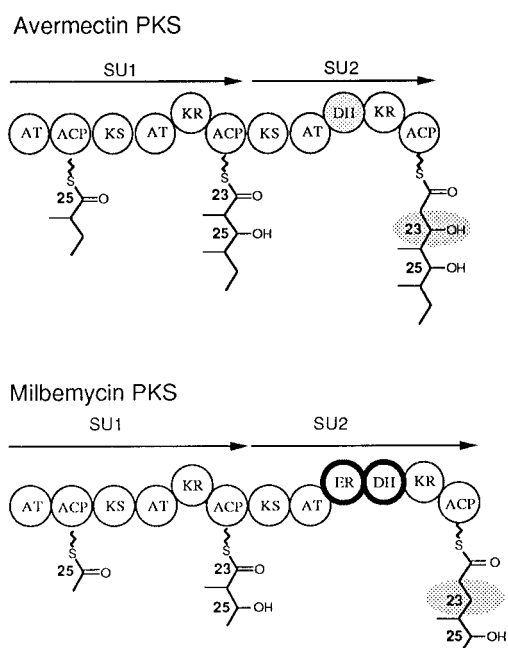 Avermectin PKS
SU1 SU2
AT ACP KS AT KR ACP KS AT DH KR ACP
S S S
25 O 23 O O
25 OH 23 OH
25 OH
Milbemycin PKS
SU1 SU2
AT ACP KS AT KR ACP KS AT ER DH KR ACP
S S S
25 O 23 O O
25 OH 23
25 OH